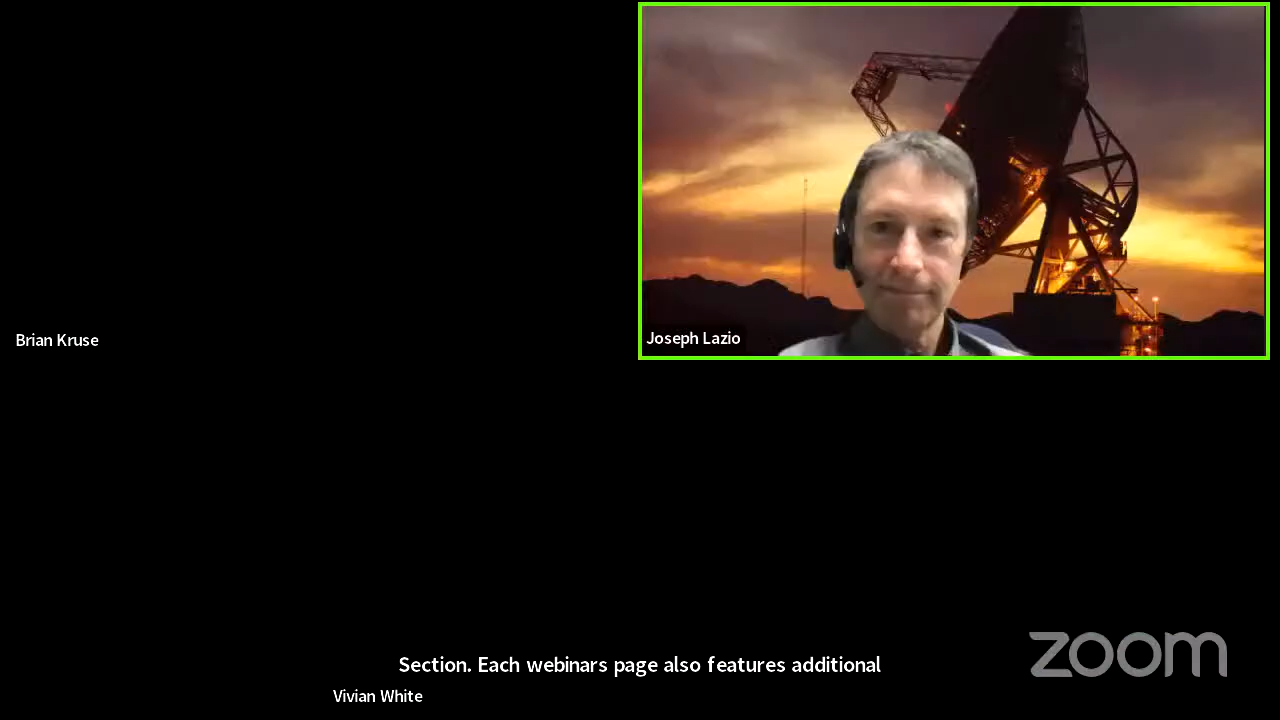 Joseph Lazio
Brian Kruse
Section. Each webinars page also features additional
Vivian White
zoom